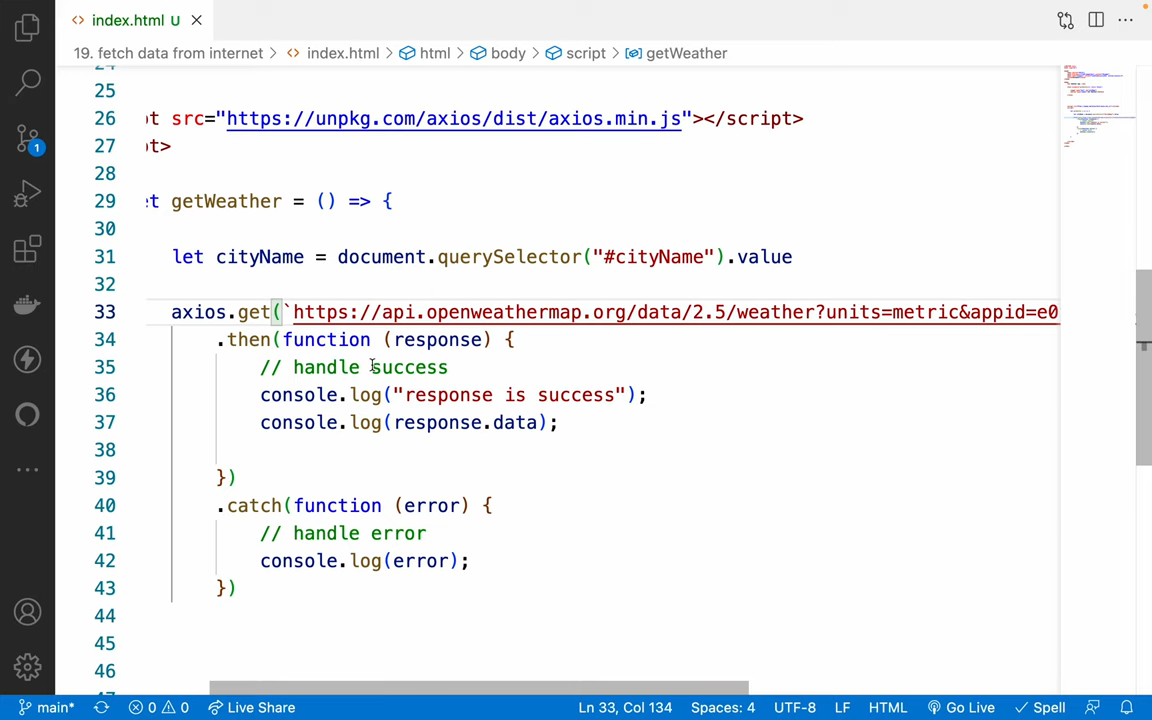 index.html U
19. fetch data from internet > index.html > html > body > script > getWeather
24
25
26 ot src="https://unpkg.com/axios/dist/axios.min.js"></script>
27 ot>
28
29 et getWeather = () => {
30
31 let cityName = document.querySelector("#cityName").value
32
33 axios.get(`https://api.openweathermap.org/data/2.5/weather?units=metric&appid=e0
34 .then(function (response) {
35 // handle success
36 console.log("response is success");
37 console.log(response.data);
38
39 })
40 .catch(function (error) {
41 // handle error
42 console.log(error);
43 })
44
45
46
1
main* 0 0 Live Share Ln 33, Col 134 Spaces: 4 UTF-8 LF HTML Go Live Spell